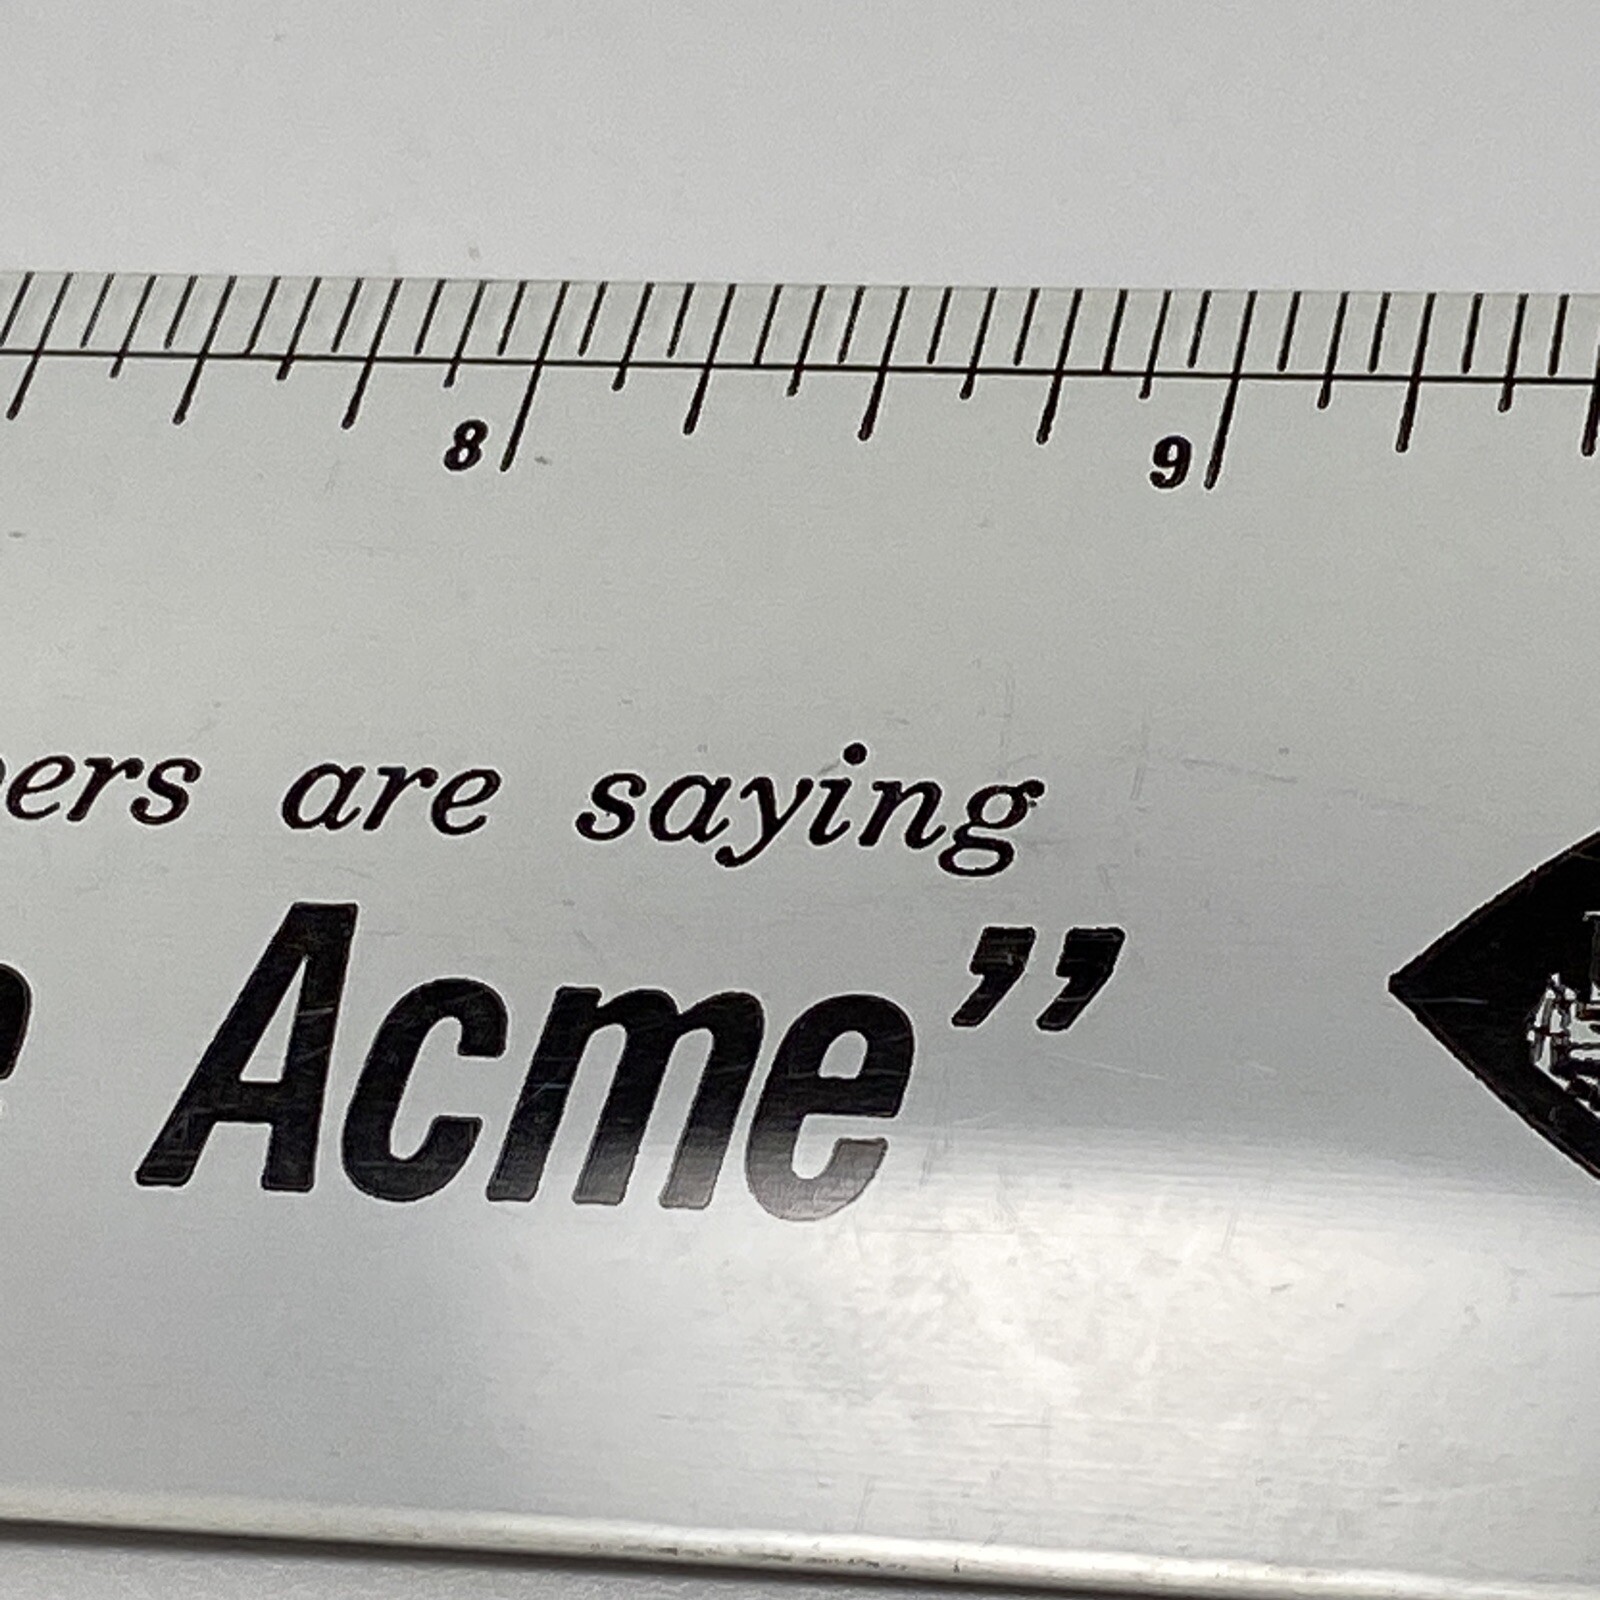 8 9
are saying
Acme”